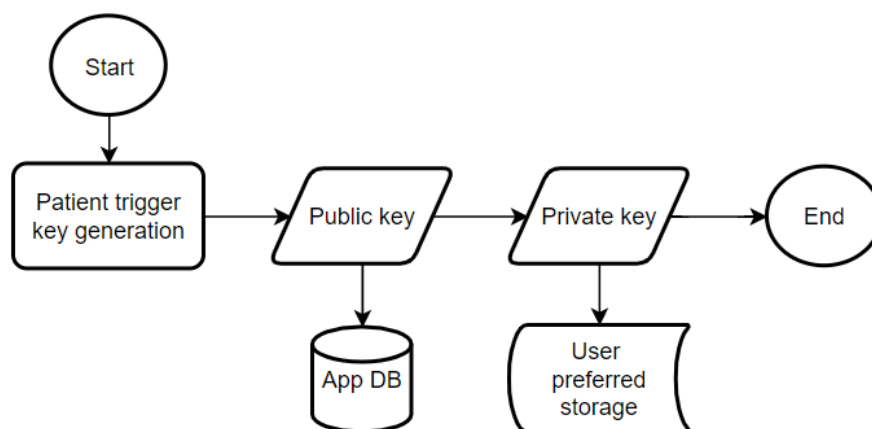 Start
Patient trigger
key generation
Public key
Private key
End
App DB
User
preferred
storage